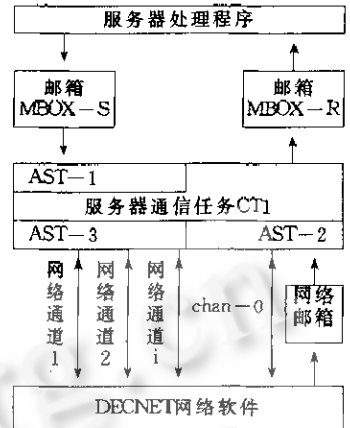 服务器处理程序
邮箱
MBOX-S
邮箱
MBOX-R
AST-1
服务器通信任务CT1
AST-3
AST-2
网络通道1
网络通道2
网络通道i
chan-0
网络
邮箱
DECNET网络软件